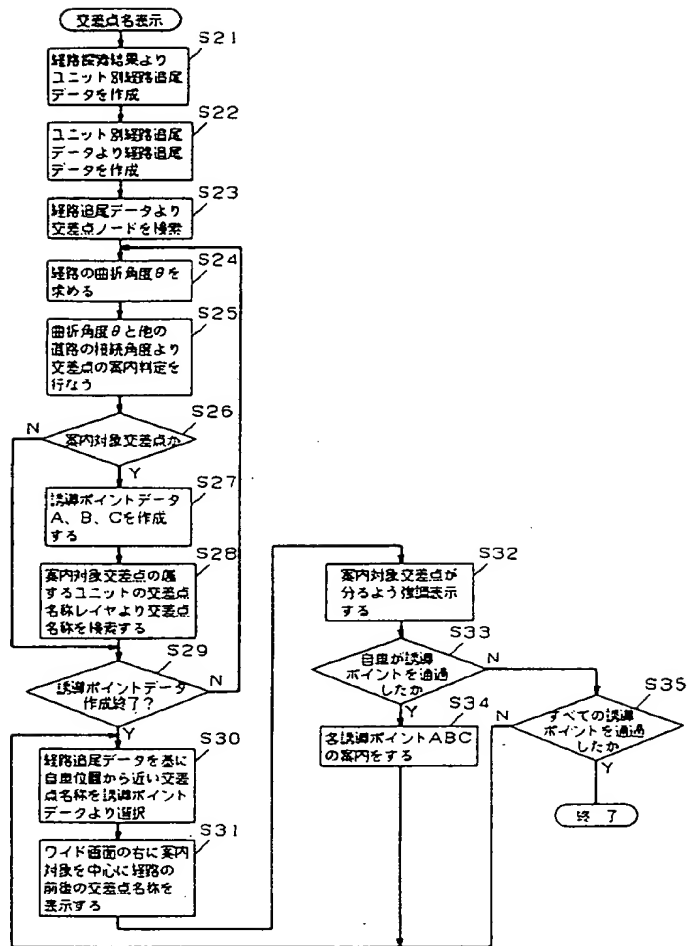 交差点名表示
S21
経路探索結果より
ユニット別経路追尾
データを作成
S22
ユニット別経路追尾
データより経路追尾
データを作成
S23
経路追尾データより
交差点ノードを検索
S24
経路の曲折角度θを
求める
S25
曲折角度θと他の
道路の接続角度より
交差点の案内判定を
行なう
S26
案内対象交差点か
N
Y
S27
誘導ポイントデータ
A、B、Cを作成
する
S28
案内対象交差点の属
するユニットの交差点
名称レイヤより交差点
名称を検索する
S29
誘導ポイントデータ
作成終了?
N
Y
S30
経路追尾データを基に
自車位置から近い交差
点名称を誘導ポイント
データより選択
S31
ワイド画面の右に案内
対象を中心に経路の
前後の交差点名称を
表示する
S32
案内対象交差点が
分るよう強調表示
する
S33
自車が誘導
ポイントを通過
したか
N
Y
S34
各誘導ポイントABC
の案内をする
S35
すべての誘導
ポイントを通過
したか
N
Y
終了